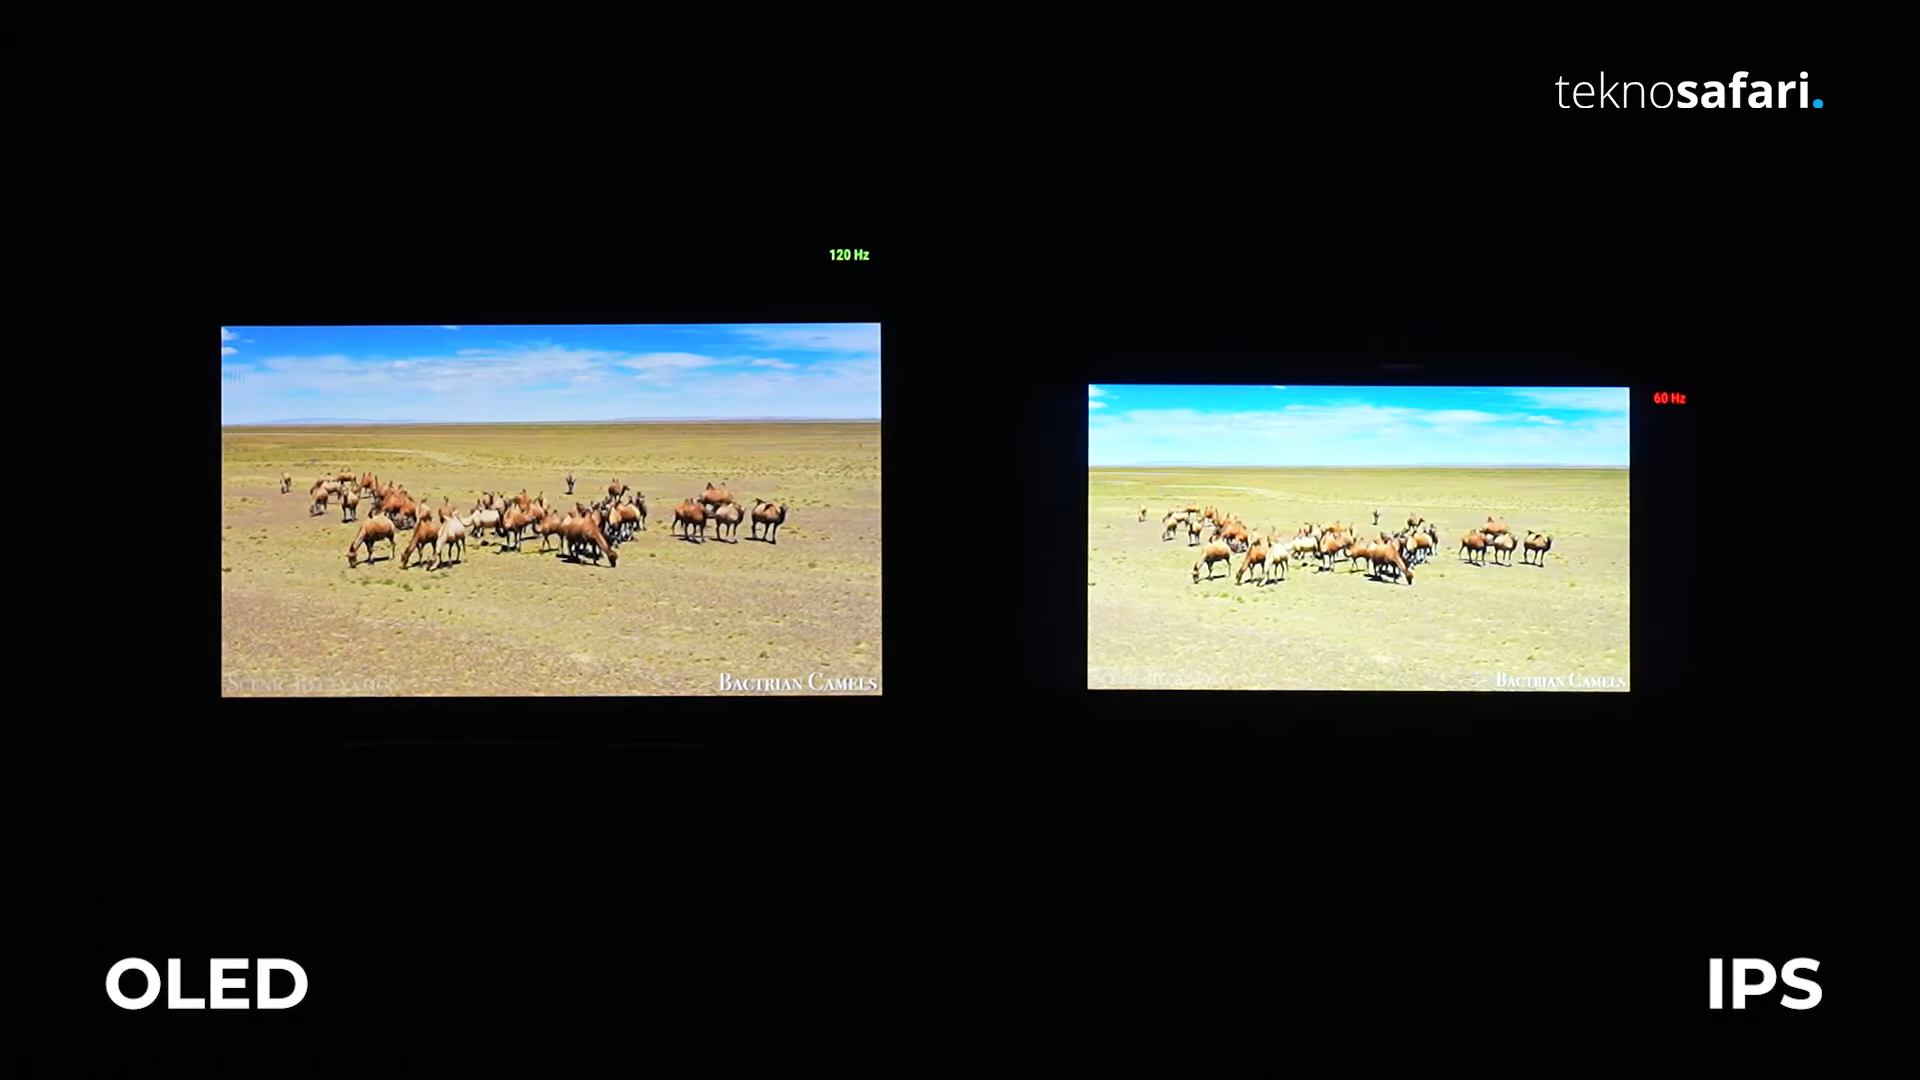 teknosafari.
120 Hz
60 Hz
BACTRIAN CAMELS
BACTRIAN CAMELS
OLED
IPS